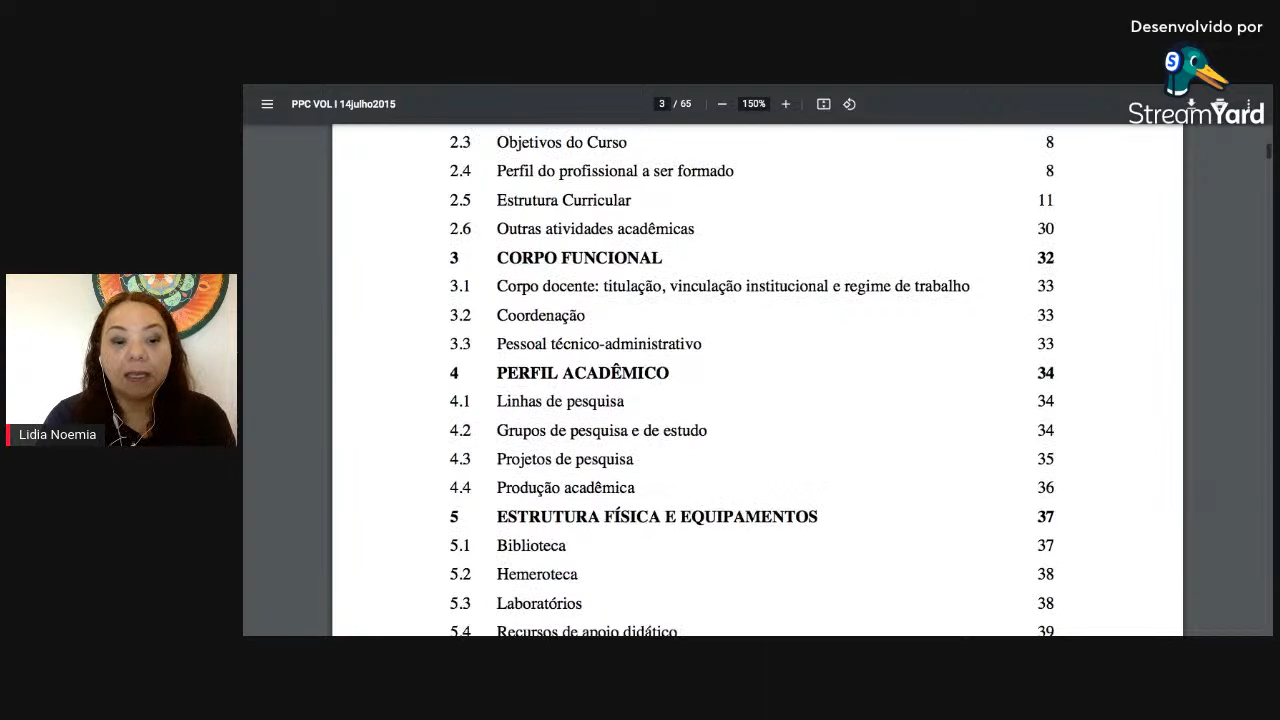 Desenvolvido por
S
StreamYard
PPC VOL I 14julho2015
3 / 65
150%
2.3 Objetivos do Curso 8
2.4 Perfil do profissional a ser formado 8
2.5 Estrutura Curricular 11
2.6 Outras atividades acadêmicas 30
3 CORPO FUNCIONAL 32
3.1 Corpo docente: titulação, vinculação institucional e regime de trabalho 33
3.2 Coordenação 33
3.3 Pessoal técnico-administrativo 33
4 PERFIL ACADÊMICO 34
4.1 Linhas de pesquisa 34
4.2 Grupos de pesquisa e de estudo 34
4.3 Projetos de pesquisa 35
4.4 Produção acadêmica 36
5 ESTRUTURA FÍSICA E EQUIPAMENTOS 37
5.1 Biblioteca 37
5.2 Hemeroteca 38
5.3 Laboratórios 38
5.4 Recursos de apoio didático 39
Lidia Noemia